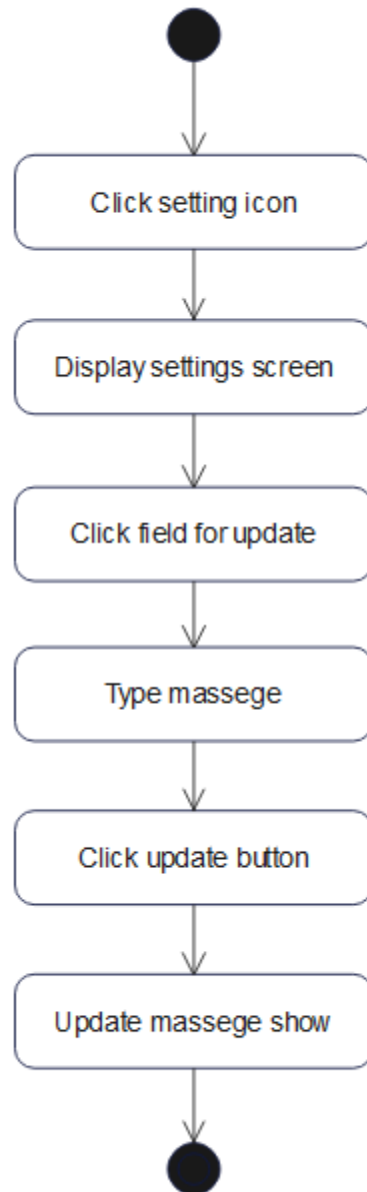 Click setting icon
Display settings screen
Click field for update
Type massege
Click update button
Update massege show